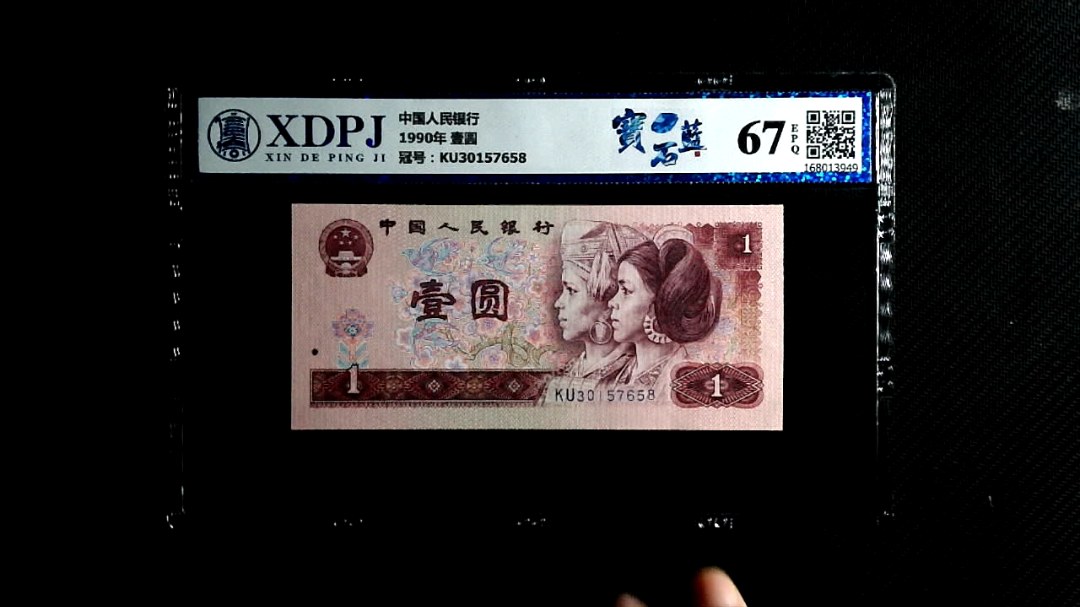 XDPJ
XIN DE PING JI
中国人民银行
1990年 壹圆
冠号：KU30157658
寶石藍
67
EPQ
168013949
中国人民银行
1
壹圆
1
KU30157658
1